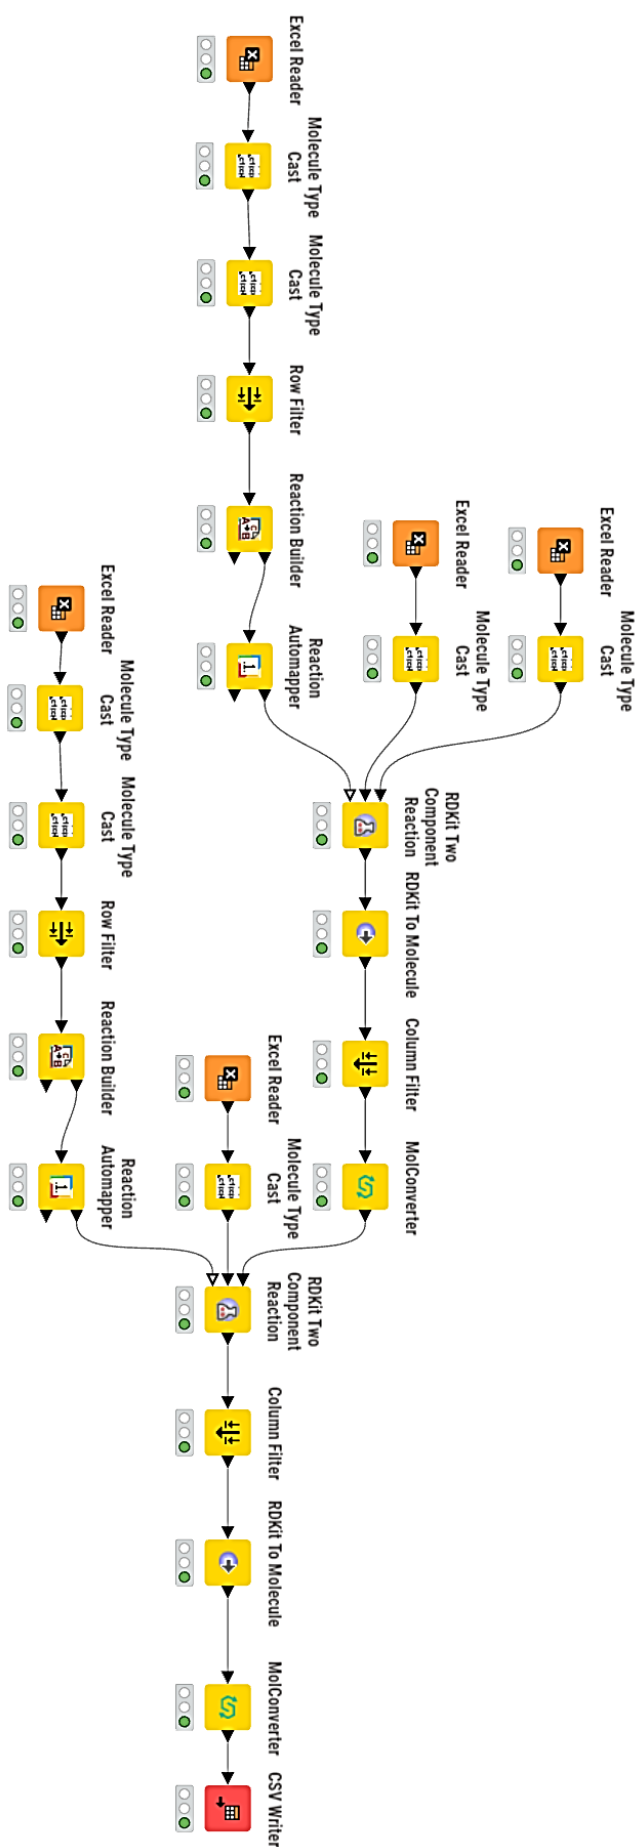 Excel Reader
Molecule Type
Cast
Excel Reader
Molecule Type
Cast
Excel Reader
Molecule Type
Cast
Molecule Type
Cast
Row Filter
Reaction Builder
Reaction
Automapper
RDKit Two
Component
Reaction
RDKit To Molecule
Column Filter
MolConverter
Excel Reader
Molecule Type
Cast
Excel Reader
Molecule Type
Cast
Molecule Type
Cast
Row Filter
Reaction Builder
Reaction
Automapper
RDKit Two
Component
Reaction
Column Filter
RDKit To Molecule
MolConverter
CSV Writer